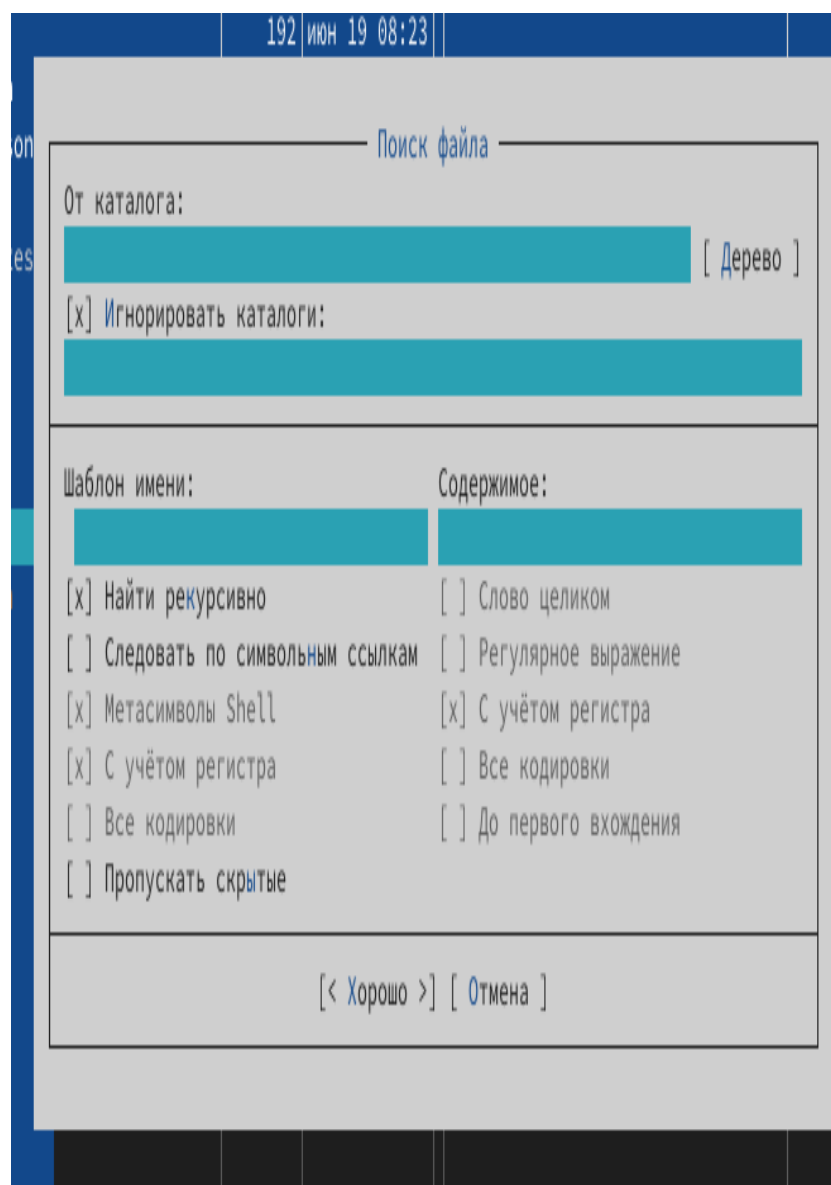 192 июн 19 08:23
son
Поиск файла
От каталога:
es
[ Дерево ]
[x] Игнорировать каталоги:
Шаблон имени: Содержимое:
[x] Найти рекурсивно [ ] Слово целиком
[ ] Следовать по символьным ссылкам [ ] Регулярное выражение
[x] Метасимволы Shell [x] С учётом регистра
[x] С учётом регистра [ ] Все кодировки
[ ] Все кодировки [ ] До первого вхождения
[ ] Пропускать скрытые
[< Хорошо >] [ Отмена ]